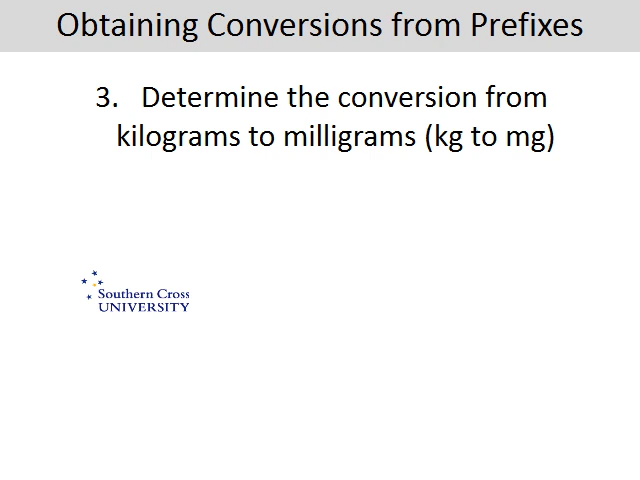 Obtaining Conversions from Prefixes
3. Determine the conversion from
kilograms to milligrams (kg to mg)
Southern Cross
UNIVERSITY